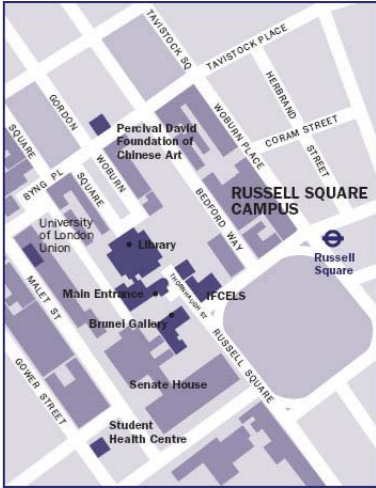 TAVISTOCK SQ
TAVISTOCK PLACE
GORDON
SQUARE
HERBRAND
STREET
WOBURN PLACE
CORAM STREET
Percival David
Foundation of
Chinese Art
BYNG PL
WOBURN
SQUARE
BEDFORD WAY
RUSSELL SQUARE
CAMPUS
University
of London
Union
Library
Russell
Square
MALET ST
Main Entrance
THORNHAUGH ST
IFCELS
Brunel Gallery
RUSSELL SQUARE
GOWER STREET
Senate House
Student
Health Centre